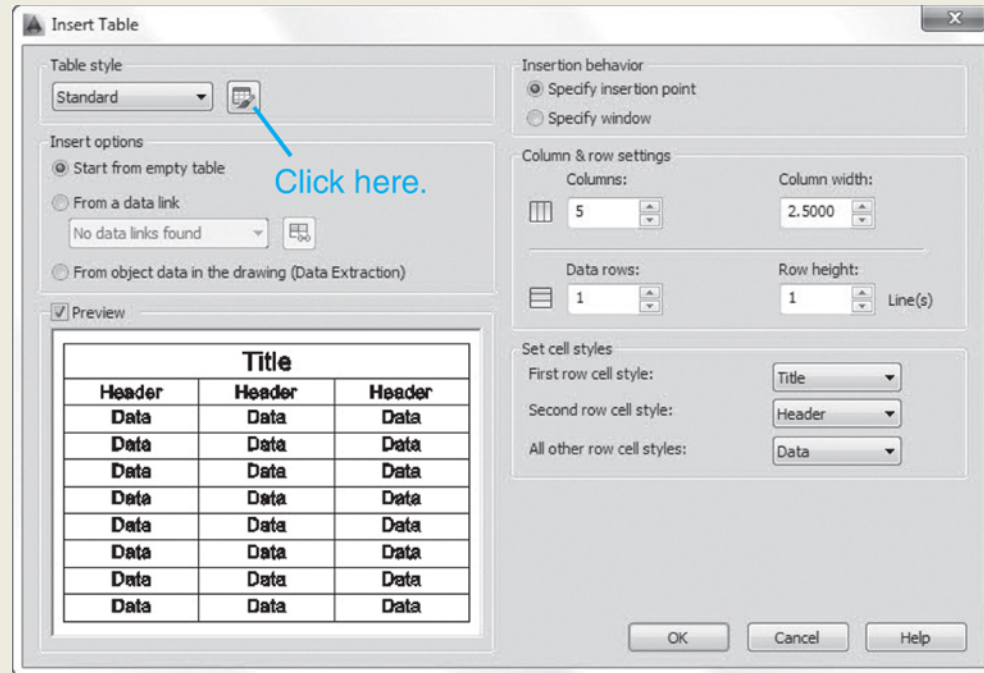 Insert Table
Table style
Standard
Click here.
Insert options
Start from empty table
From a data link
No data links found
From object data in the drawing (Data Extraction)
Preview
Title
Header Header Header
Data Data Data
Data Data Data
Data Data Data
Data Data Data
Data Data Data
Data Data Data
Data Data Data
Data Data Data
Insertion behavior
Specify insertion point
Specify window
Column & row settings
Columns: Column width:
5 2.5000
Data rows: Row height:
1 1 Line(s)
Set cell styles
First row cell style: Title
Second row cell style: Header
All other row cell styles: Data
OK Cancel Help